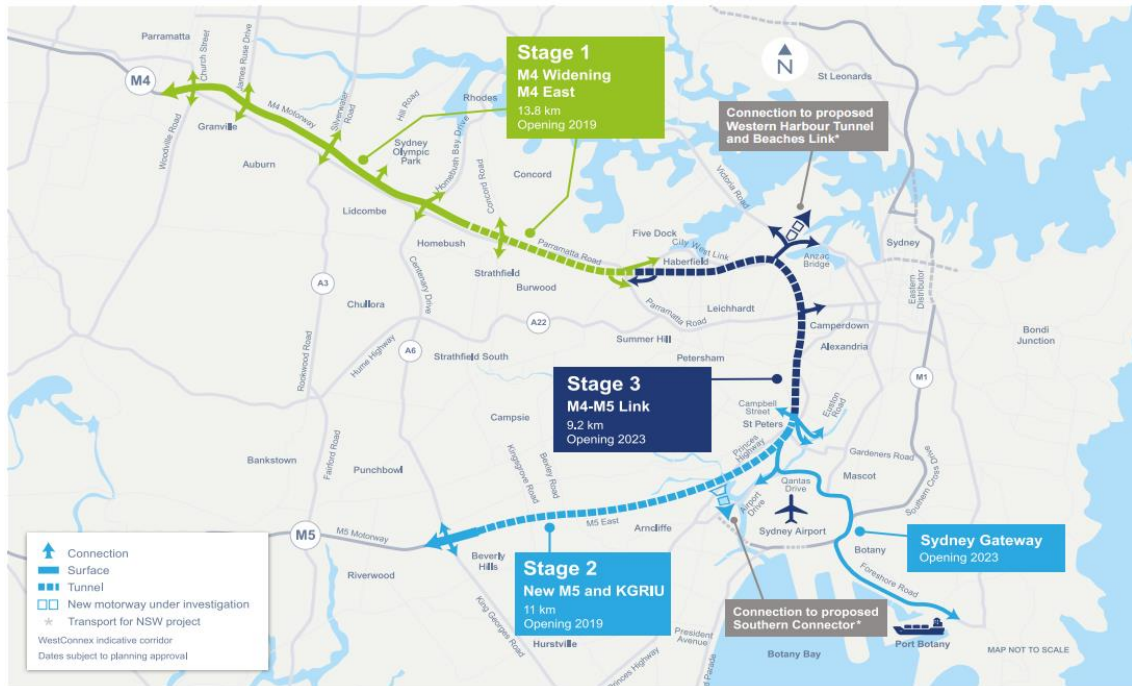 Parramatta
Church Street
James Ruse Drive
M4
M4 Motorway
Silverwater Road
Hill Road
Rhodes
Granville
Woodville Road
Auburn
Sydney Olympic Park
Homebush Bay Drive
Concord Road
Concord
Lidcombe
Homebush
Strathfield
Burwood
Parramatta Road
Stage 1
M4 Widening
M4 East
13.8 km
Opening 2019
N
St Leonards
Connection to proposed
Western Harbour Tunnel
and Beaches Link*
Victoria Road
Five Dock
City West Link
Haberfield
Anzac
Bridge
Sydney
Eastern Distributor
Parramatta Road
Leichhardt
Camperdown
Alexandria
Bondi
Junction
M1
A3
Chullora
Centenary Drive
A22
A6
Summer Hill
Petersham
Hume Highway
Strathfield South
Rookwood Road
Stage 3
M4-M5 Link
9.2 km
Opening 2023
Campbell
Street
St Peters
Euston Road
Princes Highway
Gardeners Road
Mascot
Southern Cross Drive
Campsie
Bankstown
Punchbowl
Fairford Road
Kingsgrove Road
Bexley Road
Qantas
Drive
Airport Drive
Sydney Airport
Botany
Foreshore Road
Sydney Gateway
Opening 2023
M5
M5 Motorway
M5 East
Arncliffe
Beverly
Hills
Riverwood
King Georges Road
Stage 2
New M5 and KGRIU
11 km
Opening 2019
Hurstville
Connection to proposed
Southern Connector*
President
Avenue
Princes Highway
d Parade
Botany Bay
Port Botany
MAP NOT TO SCALE
Connection
Surface
Tunnel
New motorway under investigation
* Transport for NSW project
WestConnex indicative corridor
Dates subject to planning approval